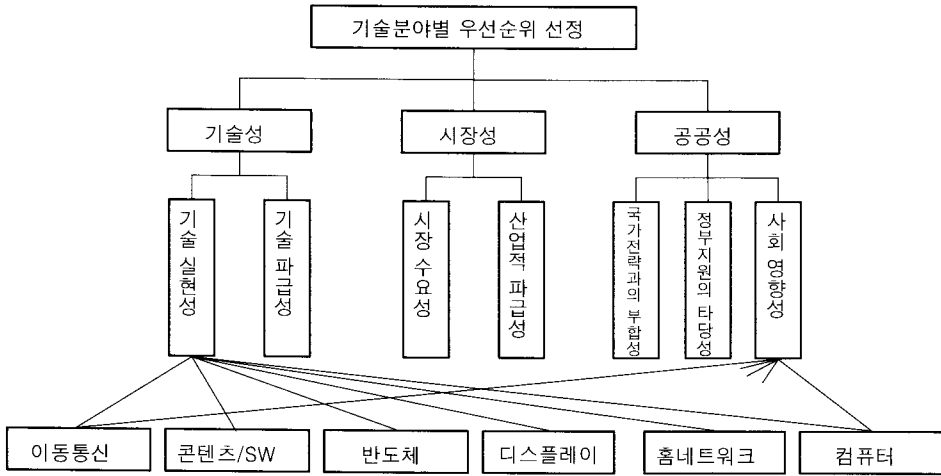 기술분야별 우선순위 선정
기술성
시장성
공공성
기술 실현성
기술 파급성
시장 수요성
산업적 파급성
국가전략과의 부합성
정부지원의 타당성
사회 영향성
이동통신
콘텐츠/SW
반도체
디스플레이
홈네트워크
컴퓨터